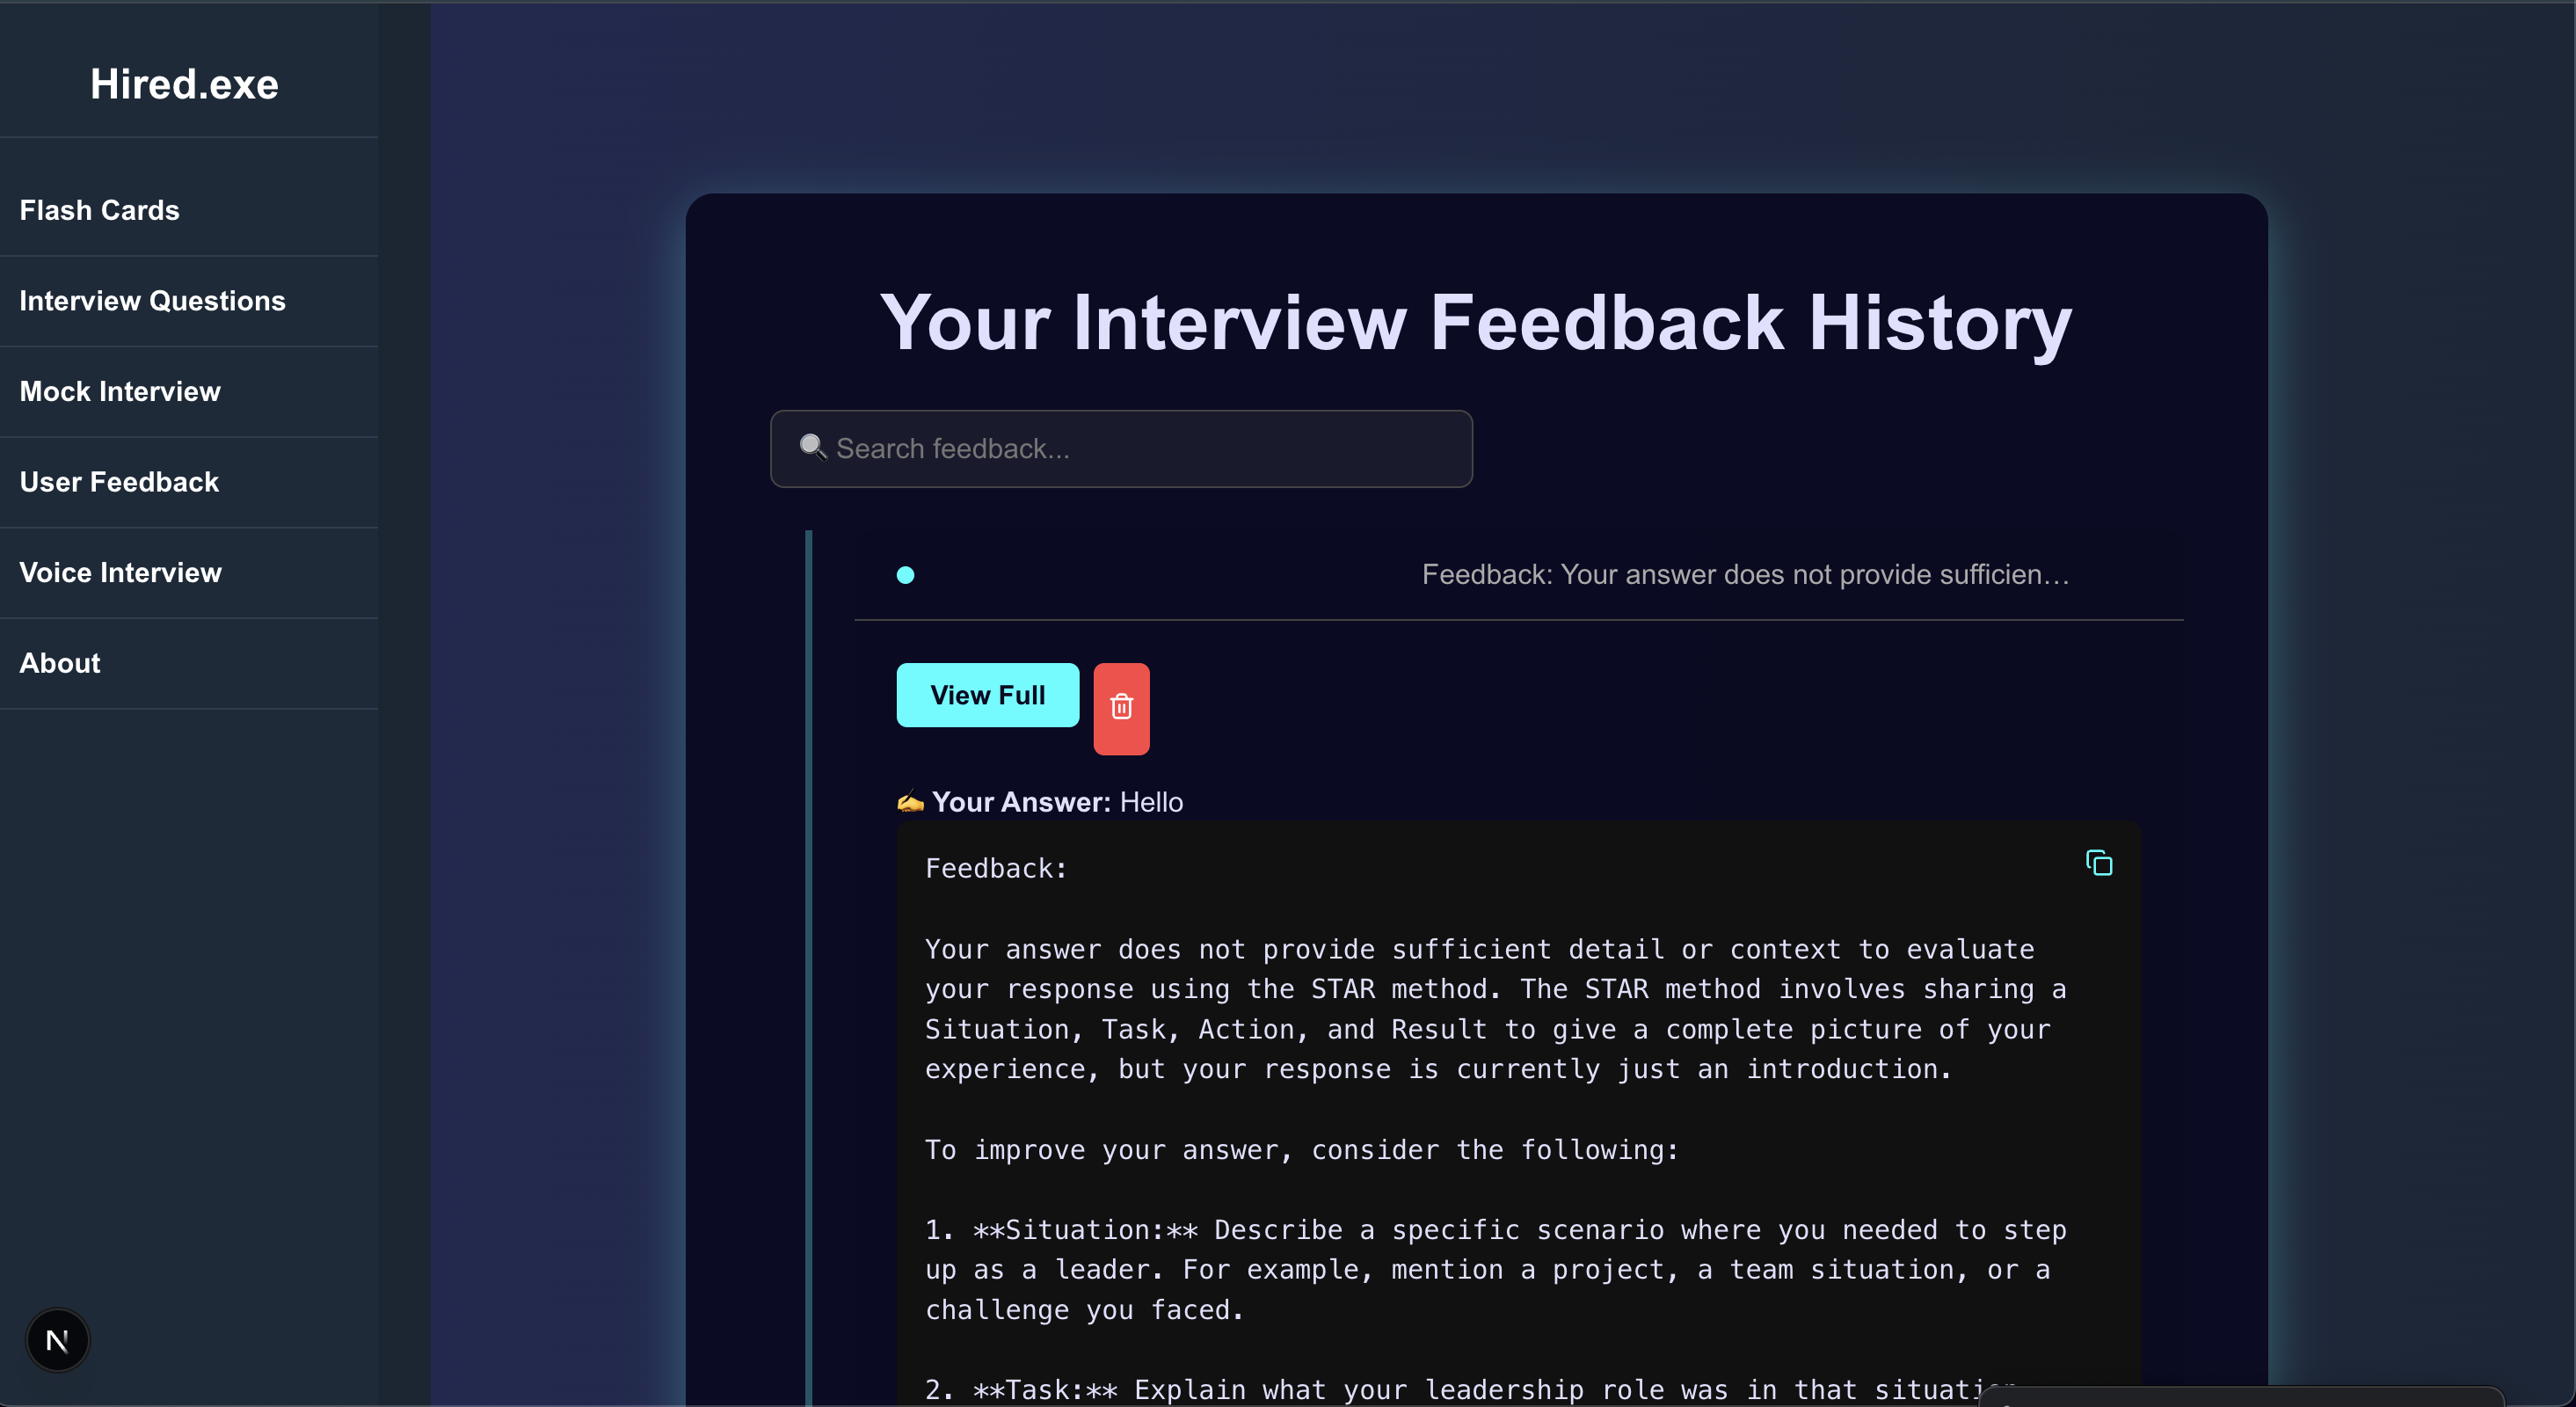 Hired.exe
Flash Cards
Interview Questions
Mock Interview
User Feedback
Voice Interview
About
N
Your Interview Feedback History
🔍 Search feedback...
Feedback: Your answer does not provide sufficien…
View Full
✍️ Your Answer: Hello
Feedback:
Your answer does not provide sufficient detail or context to evaluate
your response using the STAR method. The STAR method involves sharing a
Situation, Task, Action, and Result to give a complete picture of your
experience, but your response is currently just an introduction.
To improve your answer, consider the following:
1. **Situation:** Describe a specific scenario where you needed to step
up as a leader. For example, mention a project, a team situation, or a
challenge you faced.
2. **Task:** Explain what your leadership role was in that situation